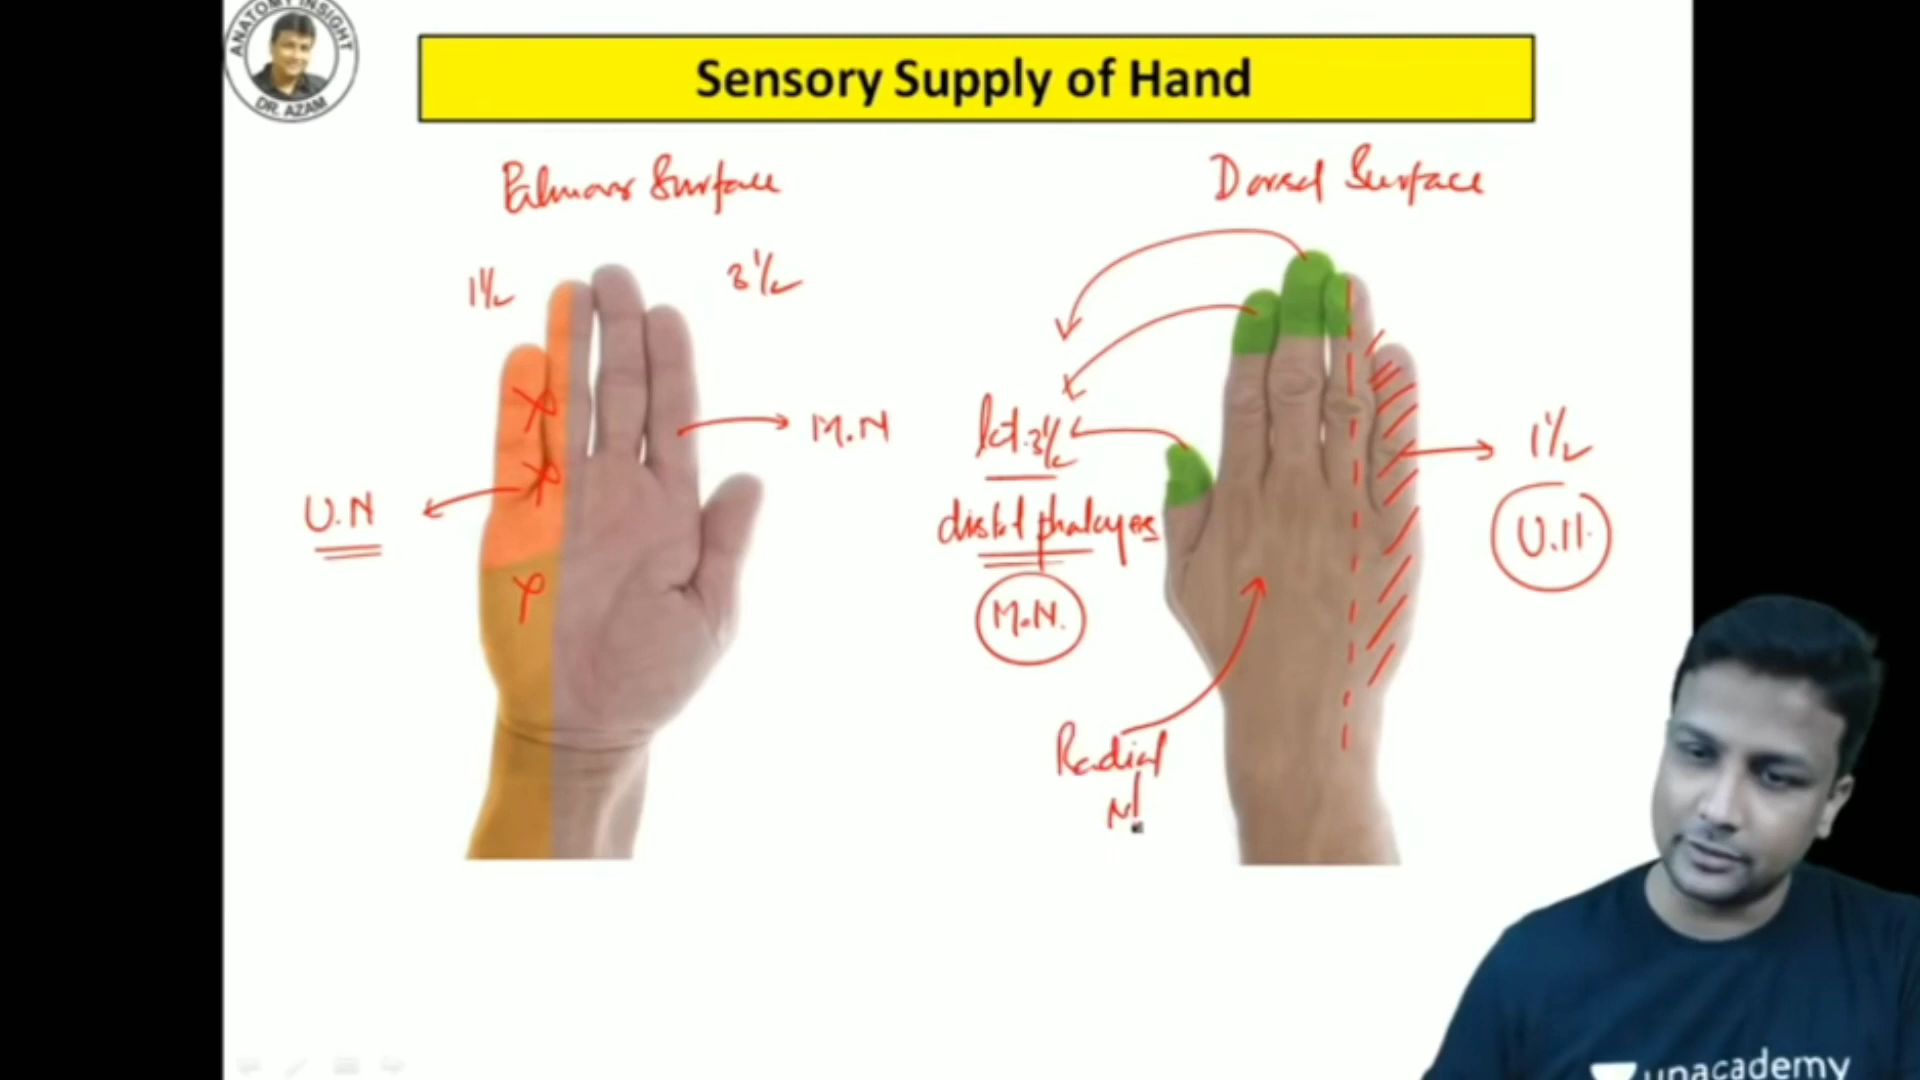 ANATOMY INSIGHT
DR. AZAM
Sensory Supply of Hand
Palmar Surface
Dorsal Surface
1½
3½
M.N
U.N
lat. 3½
distal phalanges
M.N.
1½
U.N.
Radial
N
unacademy